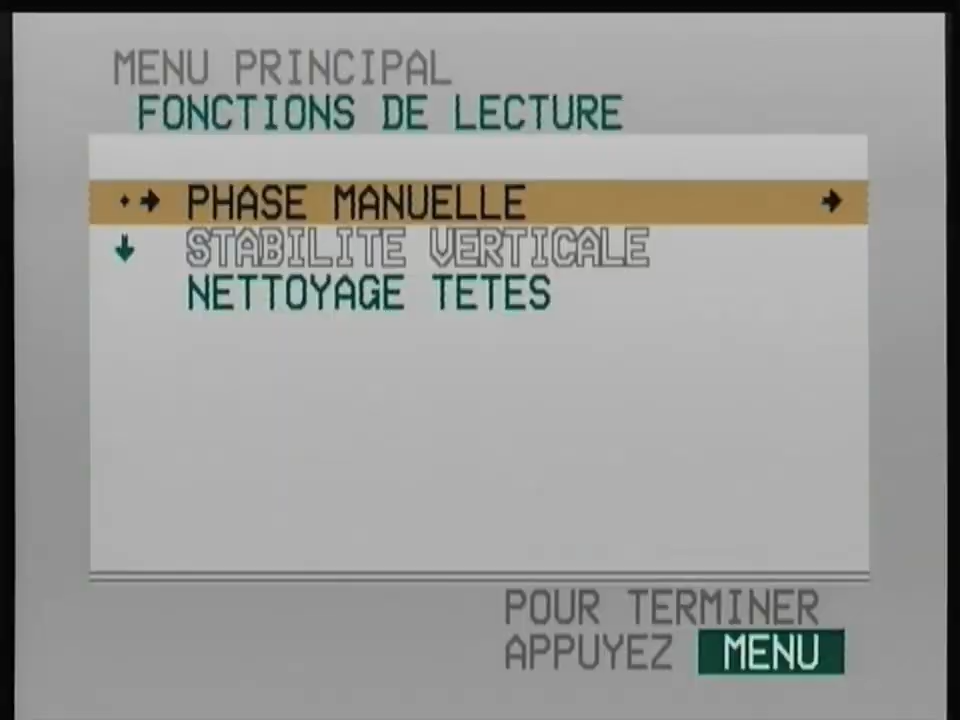 MENU PRINCIPAL
FONCTIONS DE LECTURE
PHASE MANUELLE
STABILITE VERTICALE
NETTOYAGE TETES
POUR TERMINER
APPUYEZ MENU